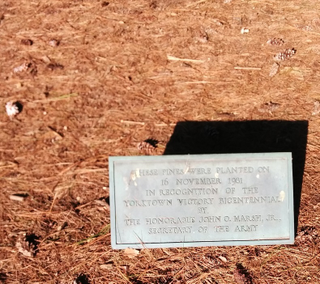 THESE PINES WERE PLANTED ON
16 NOVEMBER 1981
IN RECOGNITION OF THE
YORKTOWN VICTORY BICENTENNIAL
BY
THE HONORABLE JOHN O. MARSH, JR.,
SECRETARY OF THE ARMY